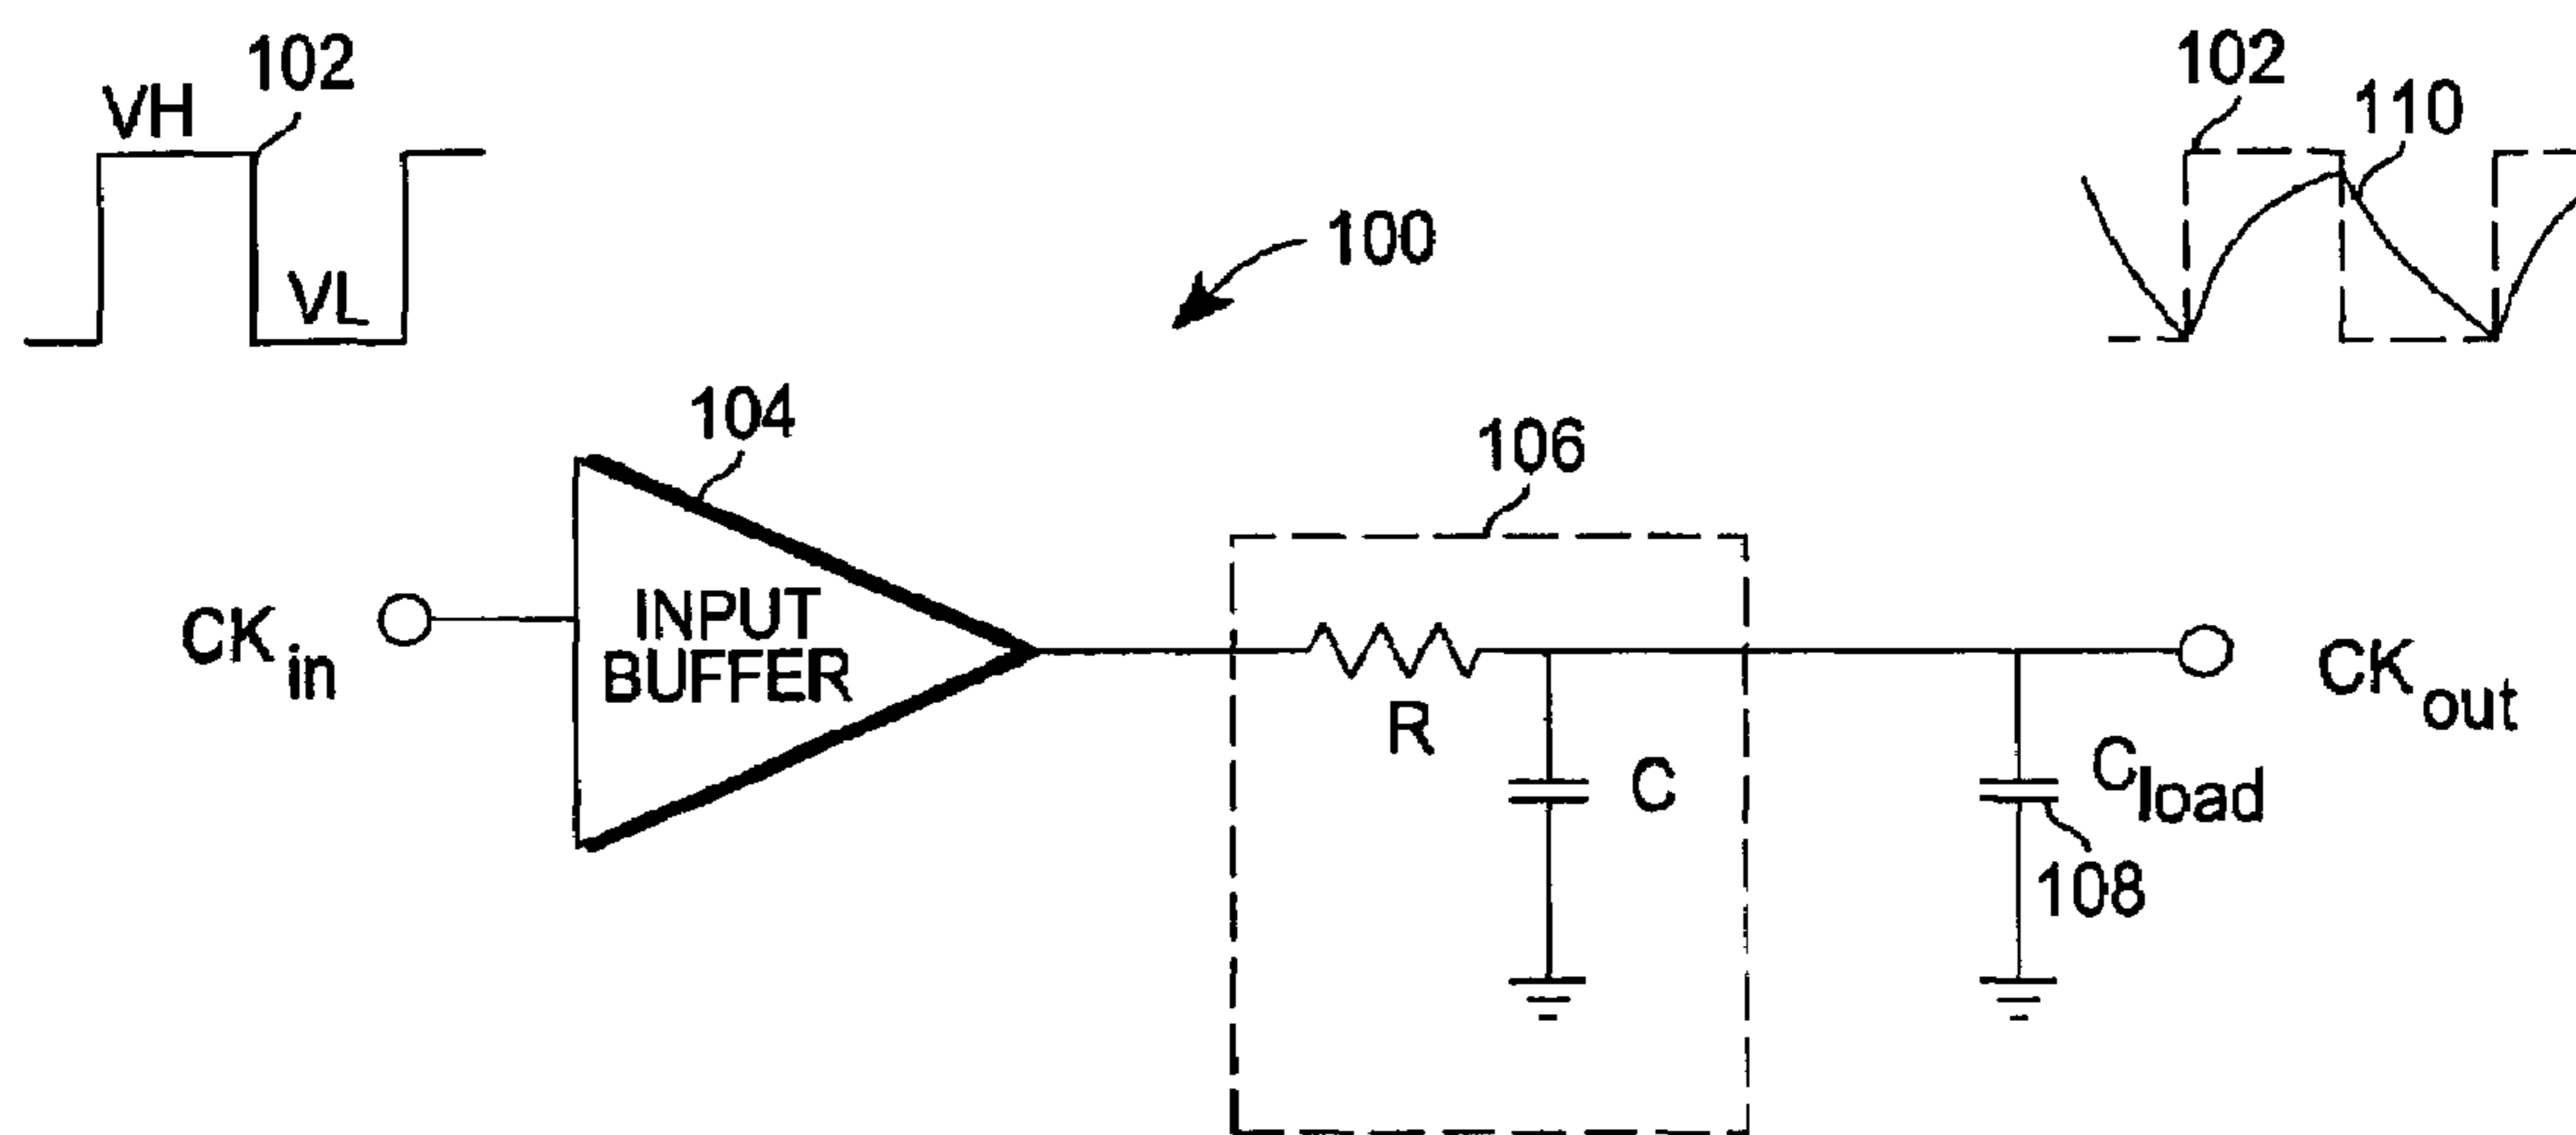 102
VH
VL
102
110
100
104
106
CKin
INPUT
BUFFER
R
C
Cload
108
CKout